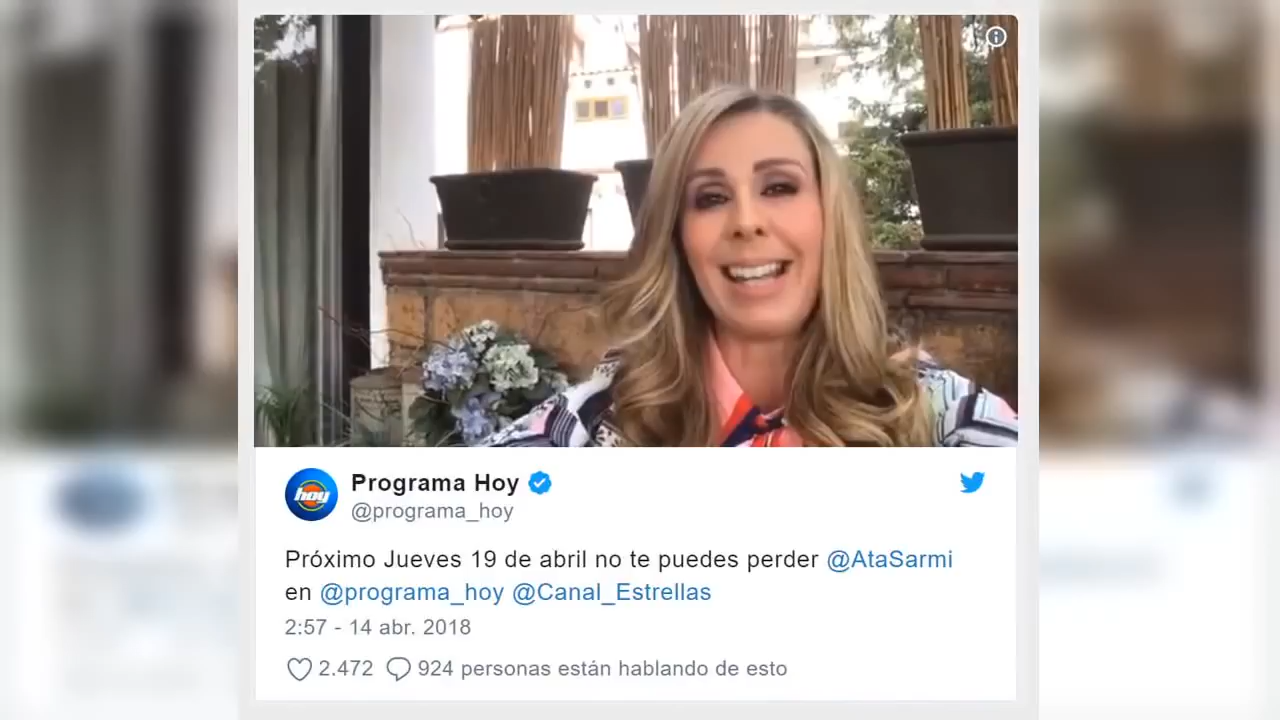 hoy
Programa Hoy
@programa_hoy
Próximo Jueves 19 de abril no te puedes perder @AtaSarmi
en @programa_hoy @Canal_Estrellas
2:57 - 14 abr. 2018
2.472 924 personas están hablando de esto